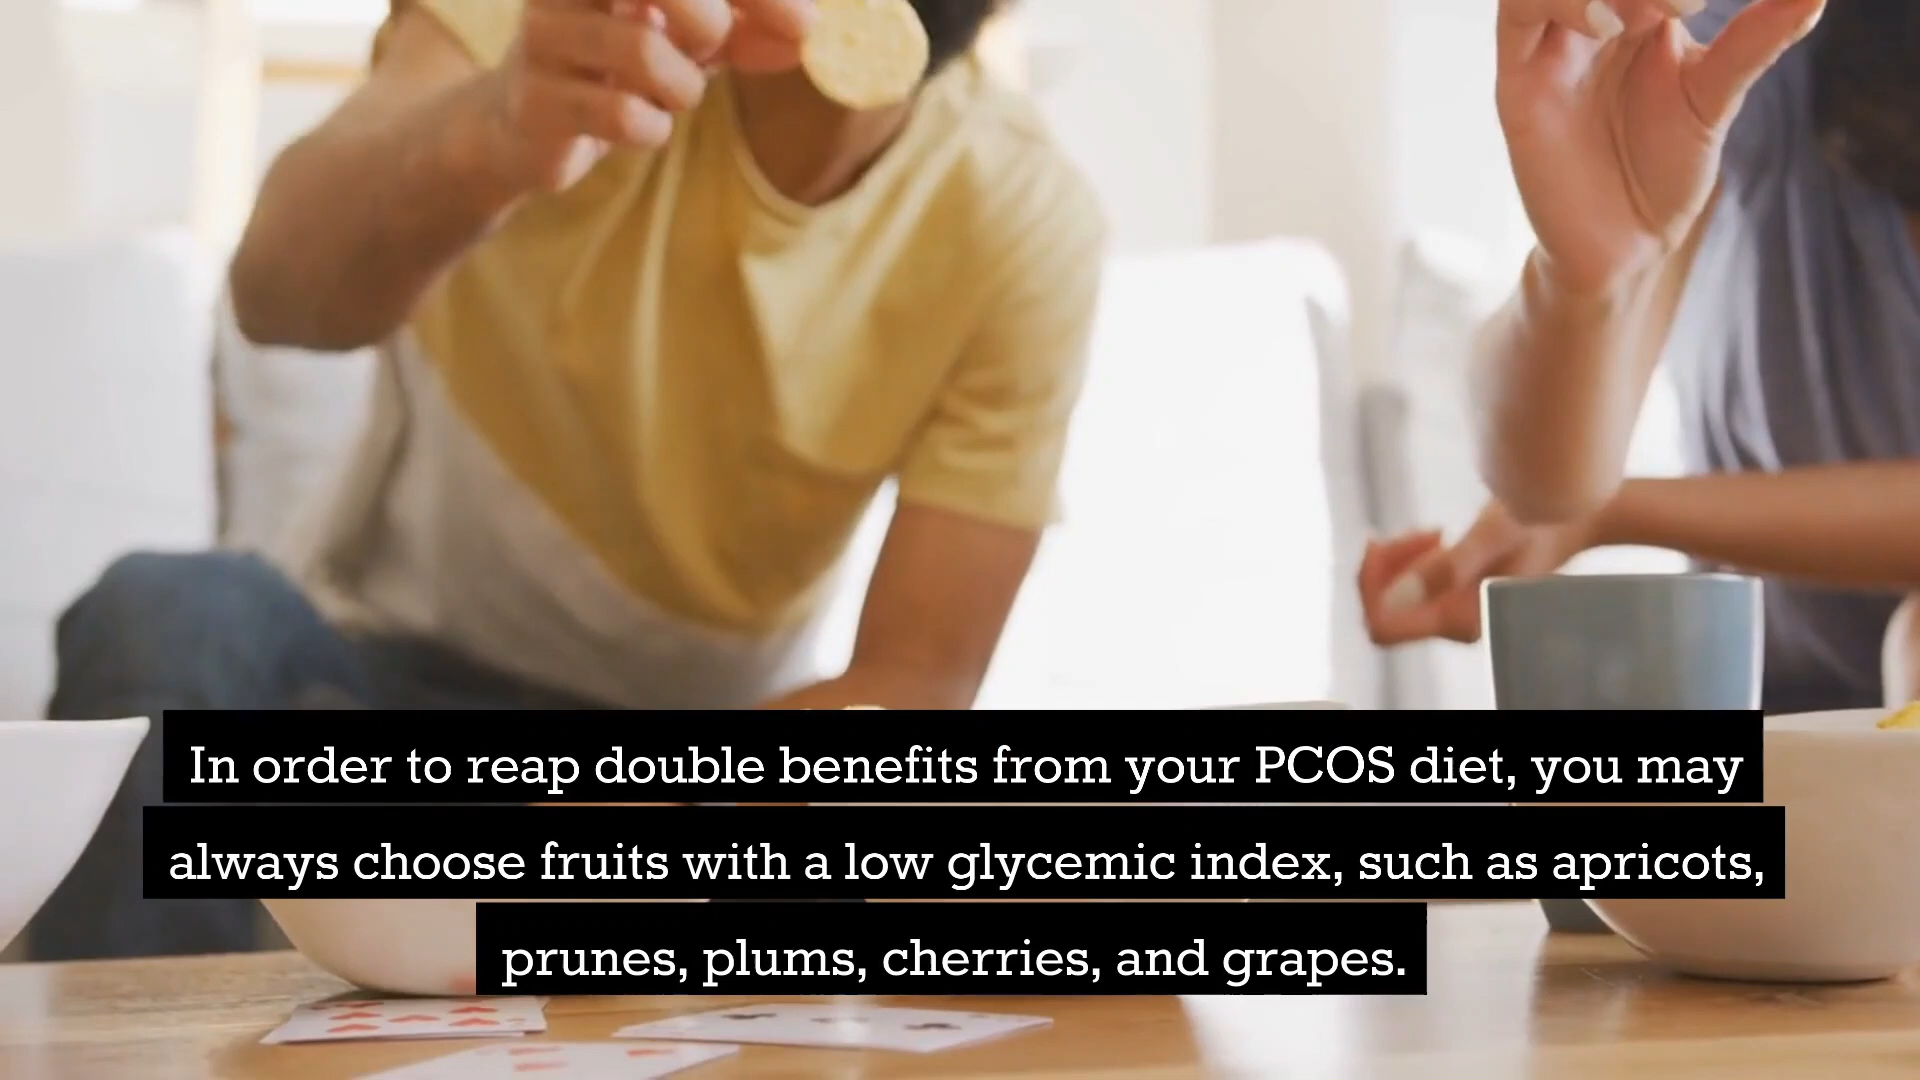 In order to reap double benefits from your PCOS diet, you may
always choose fruits with a low glycemic index, such as apricots,
prunes, plums, cherries, and grapes.